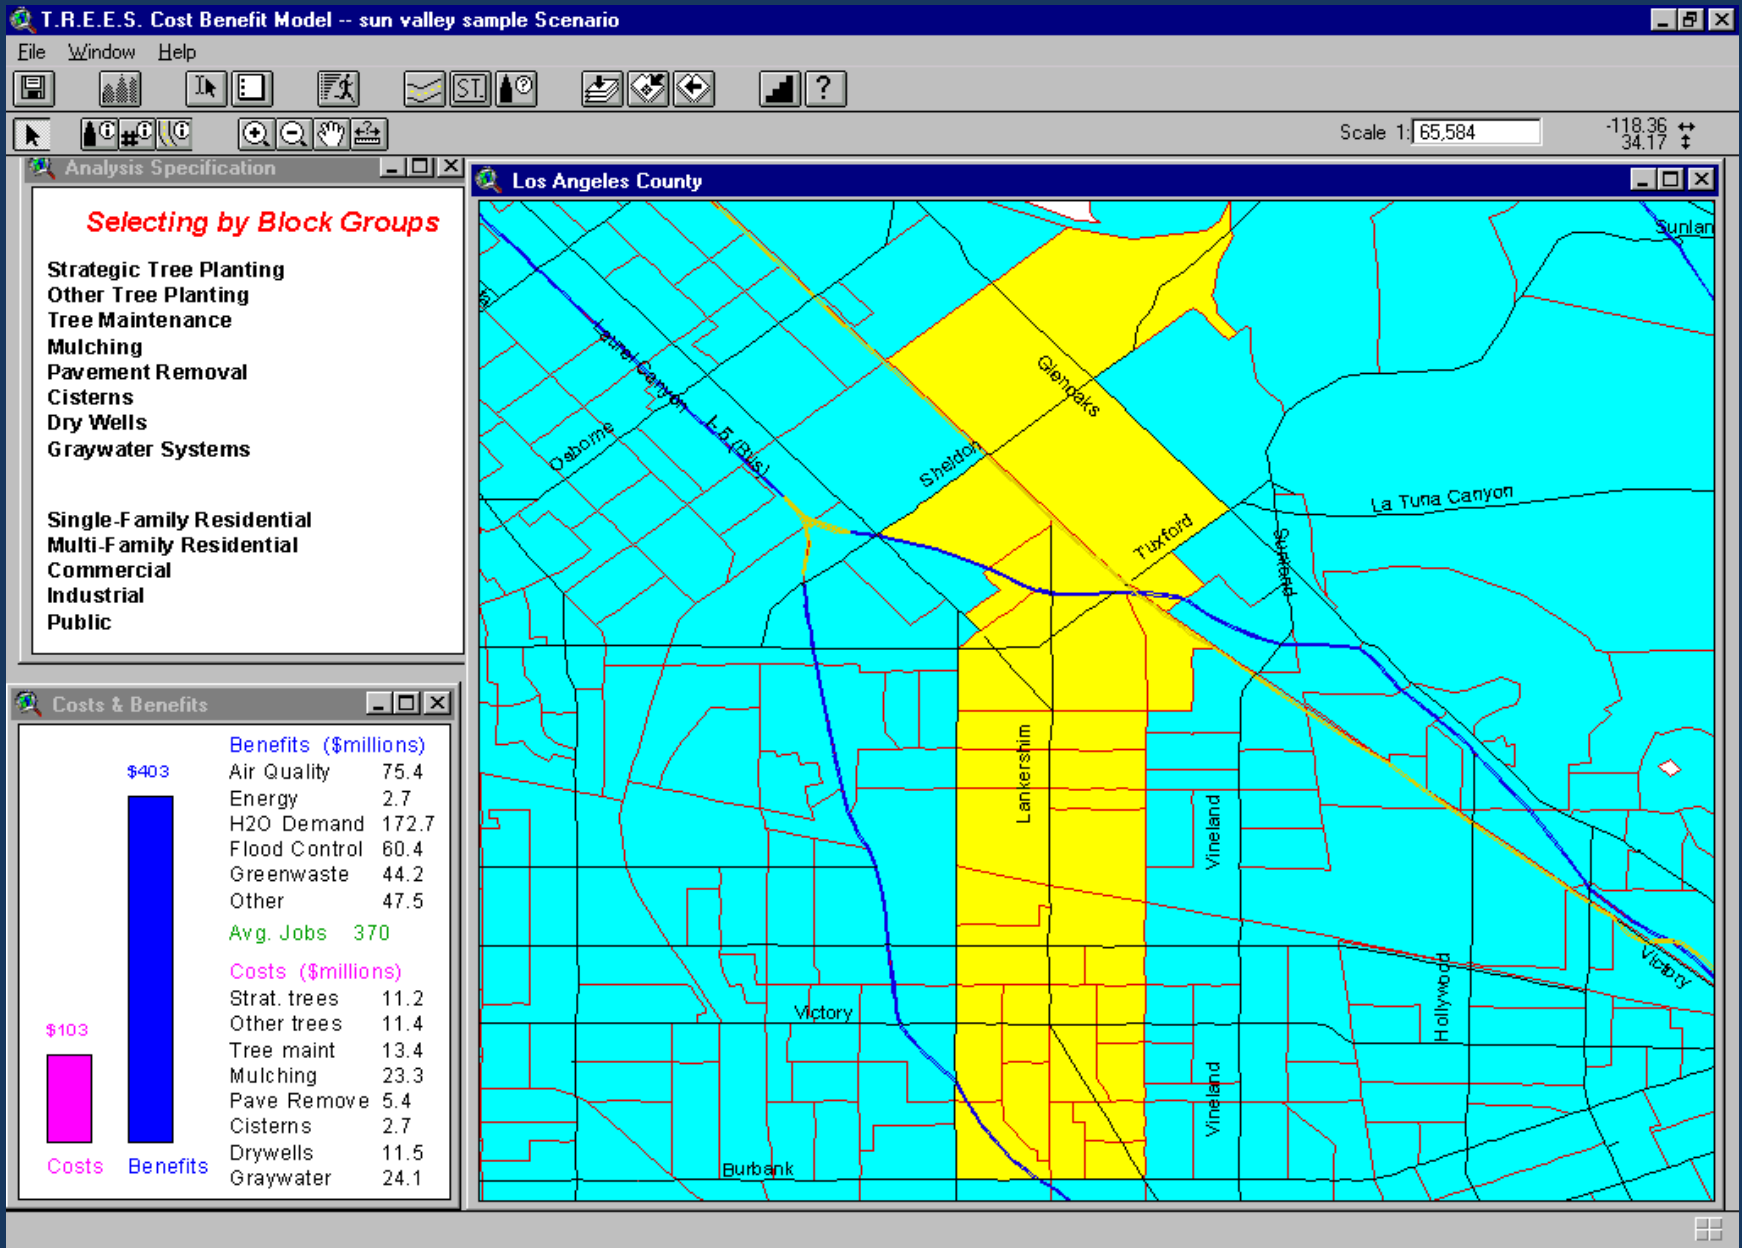 T.R.E.E.S. Cost Benefit Model -- sun valley sample Scenario
File Window Help
ST.
?
Scale 1: 65,584
-118.36
34.17
Analysis Specification
Selecting by Block Groups
Strategic Tree Planting
Other Tree Planting
Tree Maintenance
Mulching
Pavement Removal
Cisterns
Dry Wells
Graywater Systems
Single-Family Residential
Multi-Family Residential
Commercial
Industrial
Public
Costs & Benefits
$403
$103
Costs Benefits
Benefits ($millions)
Air Quality 75.4
Energy 2.7
H2O Demand 172.7
Flood Control 60.4
Greenwaste 44.2
Other 47.5
Avg. Jobs 370
Costs ($millions)
Strat. trees 11.2
Other trees 11.4
Tree maint 13.4
Mulching 23.3
Pave Remove 5.4
Cisterns 2.7
Drywells 11.5
Graywater 24.1
Los Angeles County
Sunlan
Laurel Canyon
I-5 (Bus)
Osborne
Glenoaks
Sheldon
La Tuna Canyon
Tuxford
Sunland
Lankershim
Vineland
Victory
Hollywood
Victory
Vineland
Burbank